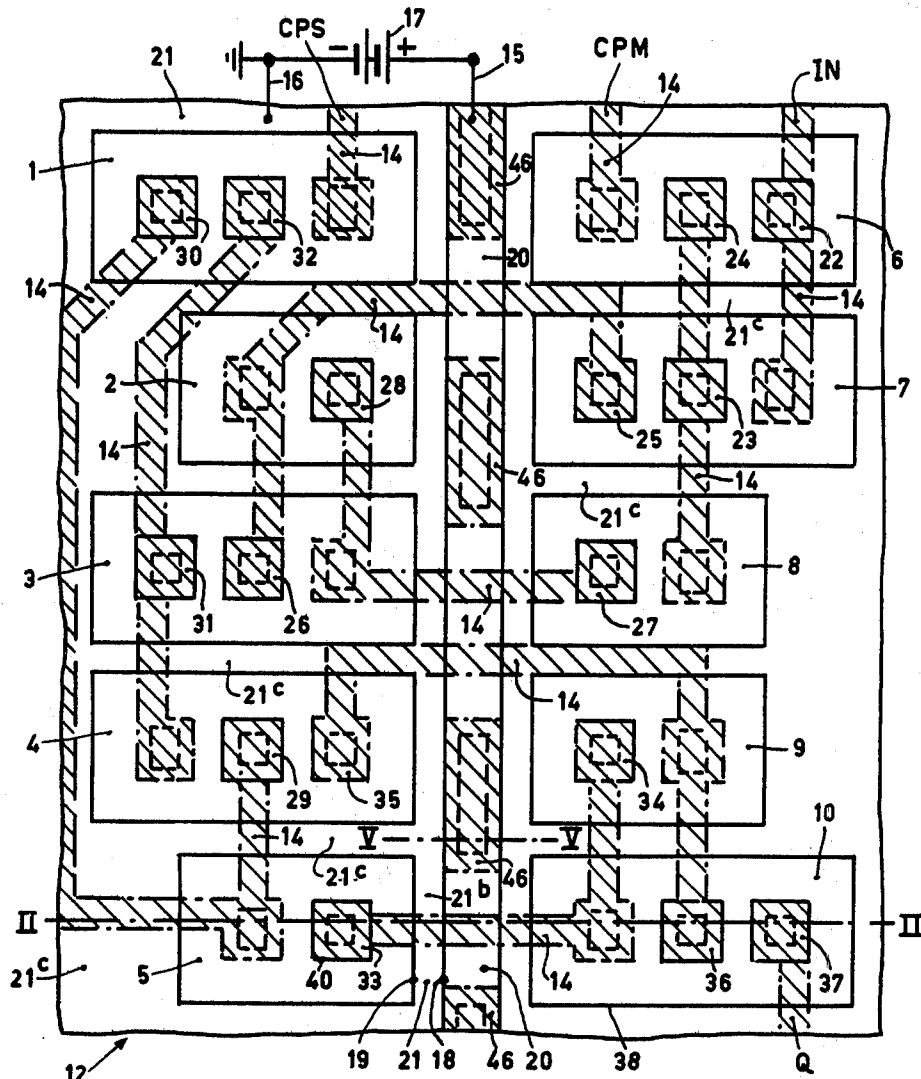 17
CPS - + CPM
21 16 15 14 IN
1 14 46
30 32 20 24 22 6
14 14 21c 14
2 28 25 23 7
14 46 14
21c
3 31 26 14 27 8
21c 14
4 29 35 34 9
14 V V 10
21c 46
21b
II II
21c 5 40 33 14 36 37
12 19 21 18 46 20 38 Q